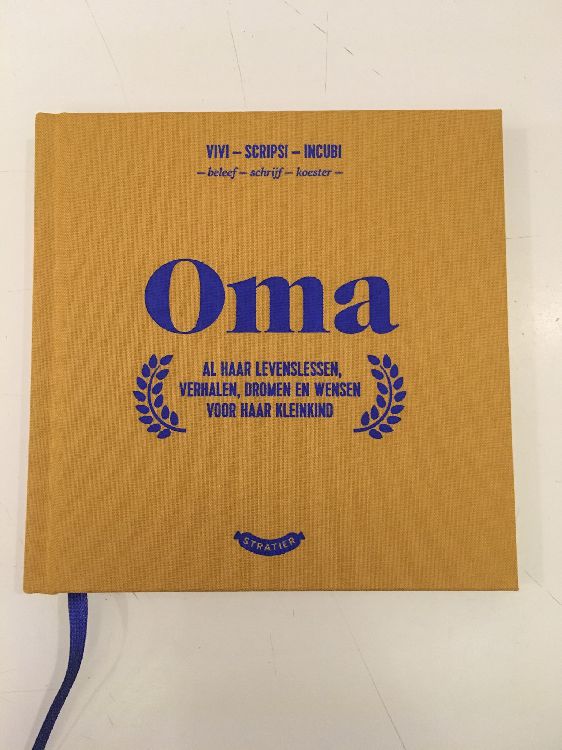 VIVI – SCRIPSI – INCUBI
– beleef – schrijf – koester –
Oma
AL HAAR LEVENSLESSEN,
VERHALEN, DROMEN EN WENSEN
VOOR HAAR KLEINKIND
STRATIER